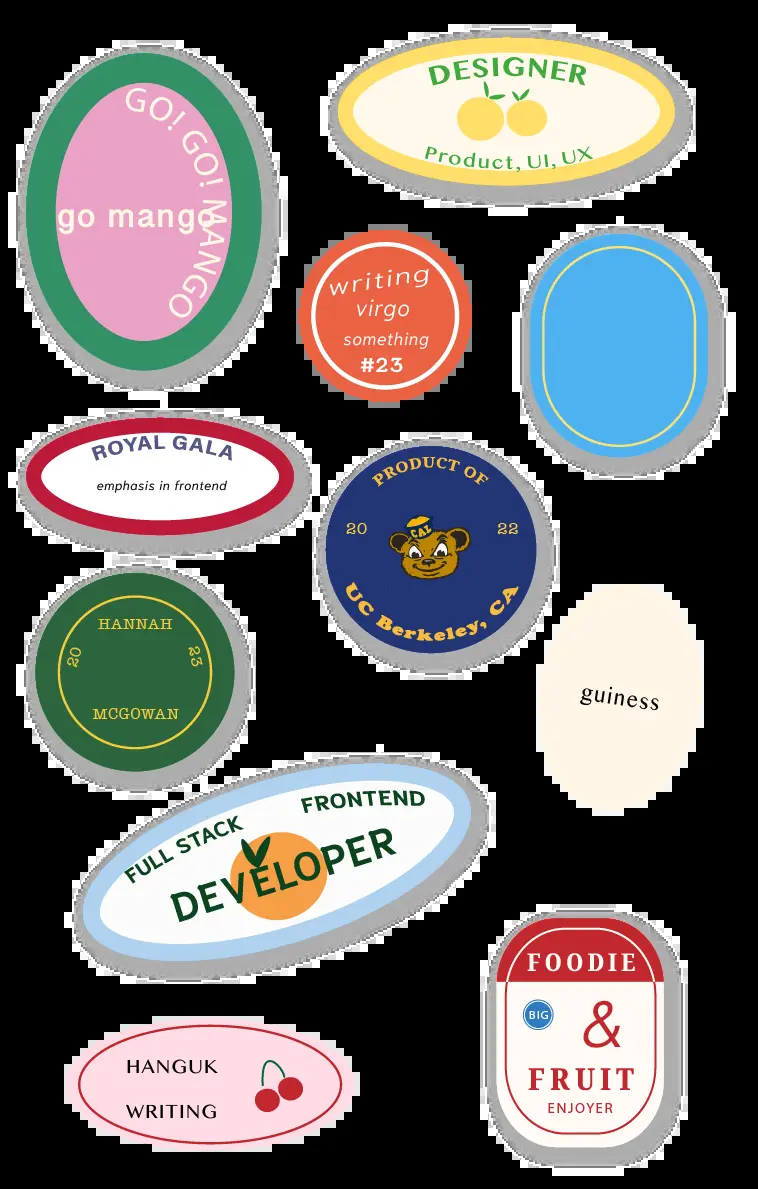 GO! GO! MANGO
go mango
DESIGNER
Product, UI, UX
writing
virgo
something
#23
ROYAL GALA
emphasis in frontend
PRODUCT OF
20 22
CAL
UC Berkeley, CA
HANNAH
20 23
MCGOWAN
guiness
FULL STACK
FRONTEND
DEVELOPER
FOODIE
BIG
&
FRUIT
ENJOYER
HANGUK
WRITING